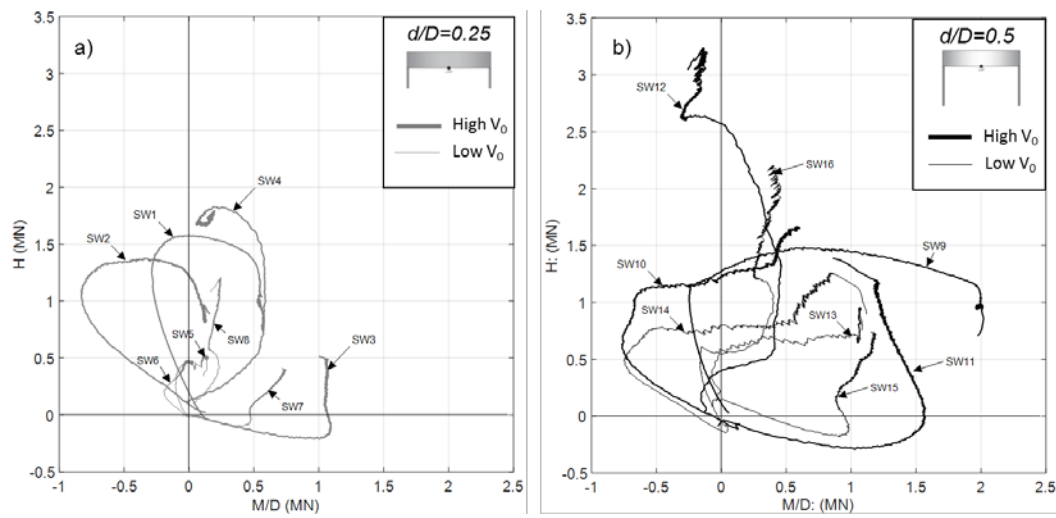 a)
d/D=0.25
High V0
Low V0
3.5
3
2.5
2
1.5
1
0.5
0
-0.5
H (MN)
SW4
SW1
SW2
SW5
SW8
SW6
SW3
SW7
-1
-0.5
0
0.5
1
1.5
2
2.5
M/D (MN)
b)
d/D=0.5
High V0
Low V0
3.5
3
2.5
2
1.5
1
0.5
0
-0.5
H: (MN)
SW12
SW16
SW9
SW10
SW14
SW13
SW11
SW15
-1
-0.5
0
0.5
1
1.5
2
2.5
M/D: (MN)